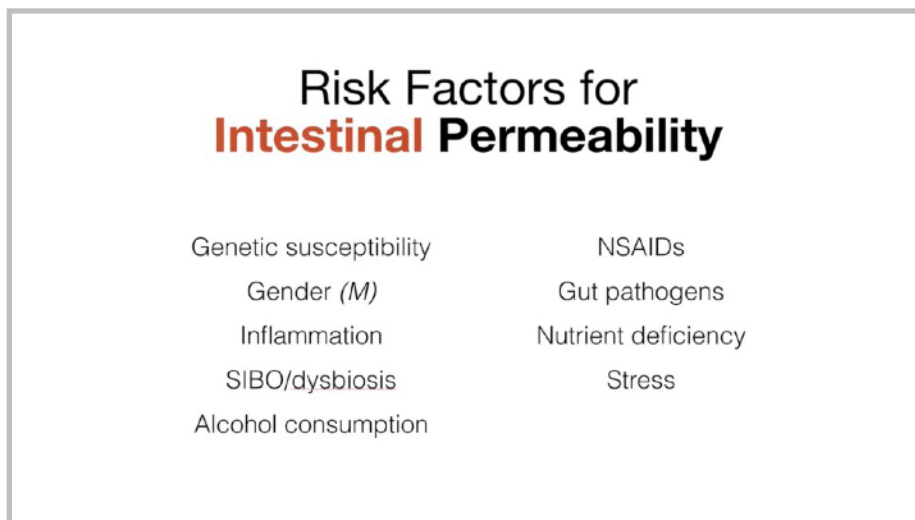 Risk Factors for
Intestinal Permeability
Genetic susceptibility
Gender (M)
Inflammation
SIBO/dysbiosis
Alcohol consumption
NSAIDs
Gut pathogens
Nutrient deficiency
Stress